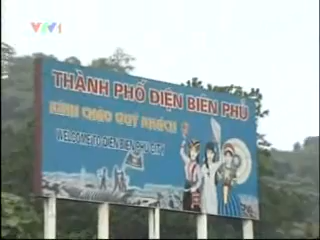 VTV1
THÀNH PHỐ ĐIỆN BIÊN PHỦ
KÍNH CHÀO QUÝ KHÁCH
WELCOME TO DIEN BIEN PHU CITY